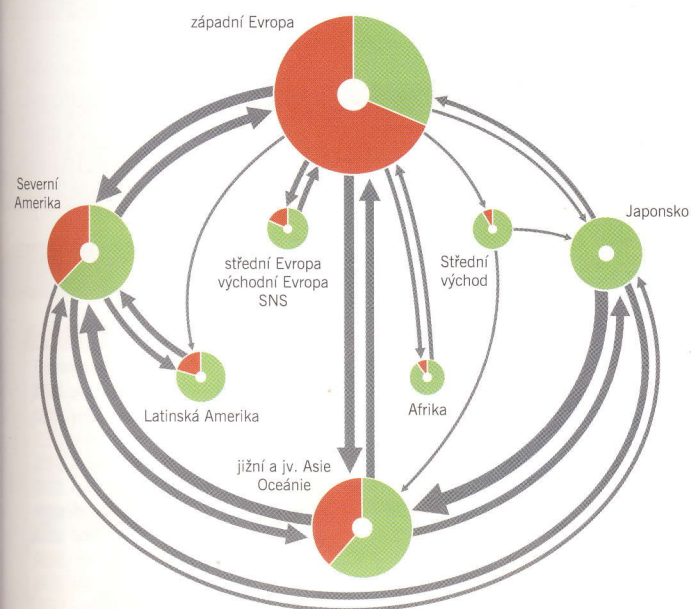 západní Evropa
Severní
Amerika
Japonsko
střední Evropa
východní Evropa
SNS
Střední
východ
Latinská Amerika
Afrika
jižní a jv. Asie
Oceánie